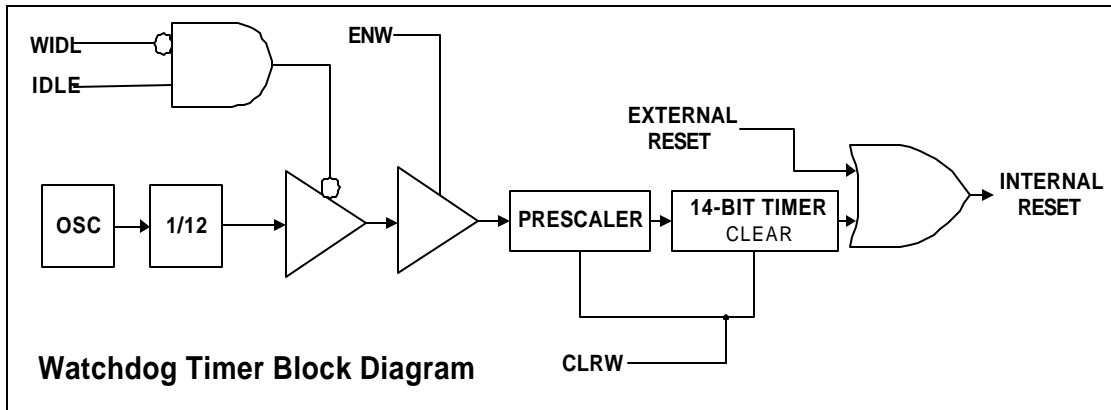 WIDL
IDLE
ENW
EXTERNAL
RESET
INTERNAL
RESET
OSC
1/12
PRESCALER
14-BIT TIMER
CLEAR
CLRW
Watchdog Timer Block Diagram